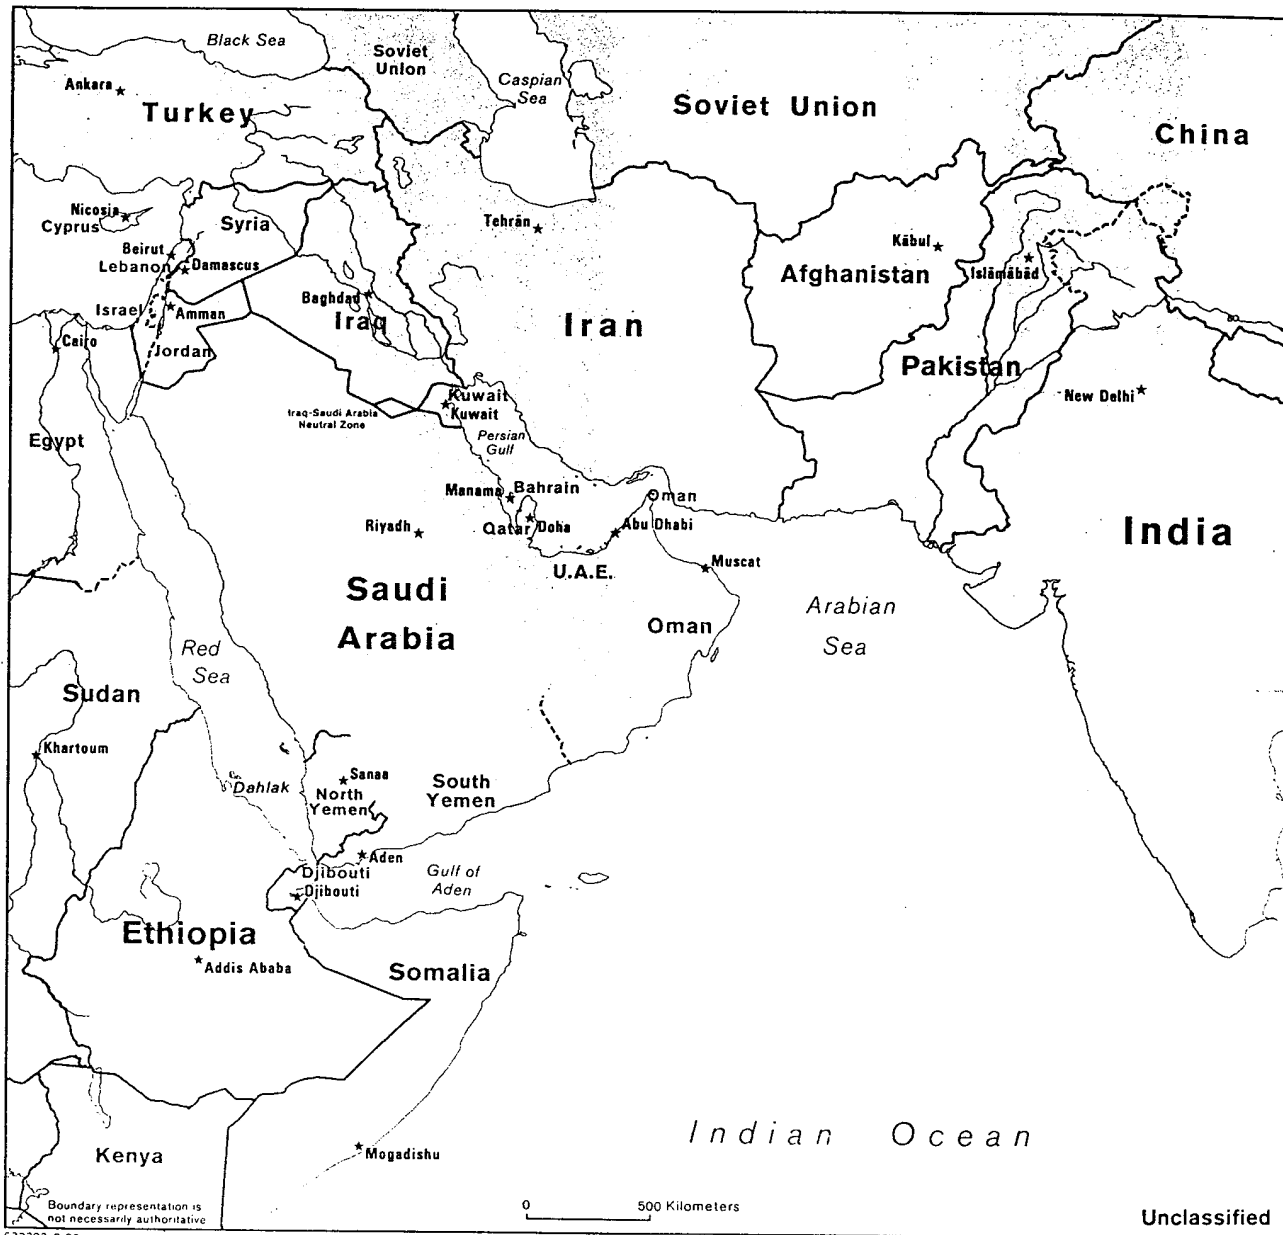 Black Sea
Soviet
Union
Caspian
Sea
Soviet Union
China
Ankara
Turkey
Nicosia
Cyprus
Syria
Tehrān
Kābul
Islāmābād
Beirut
Lebanon
Damascus
Afghanistan
Israel
Amman
Baghdad
Iraq
Iran
Cairo
Jordan
Pakistan
New Delhi
Kuwait
Kuwait
Iraq-Saudi Arabia
Neutral Zone
Egypt
Persian
Gulf
Manama
Bahrain
Oman
Riyadh
Qatar
Doha
Abu Dhabi
India
U.A.E.
Muscat
Saudi
Arabia
Oman
Arabian
Sea
Red
Sea
Sudan
Khartoum
Dahlak
Sanaa
North
Yemen
South
Yemen
Aden
Djibouti
Djibouti
Gulf of
Aden
Ethiopia
Addis Ababa
Somalia
Indian Ocean
Kenya
Mogadishu
Boundary representation is
not necessarily authoritative
0 500 Kilometers
Unclassified